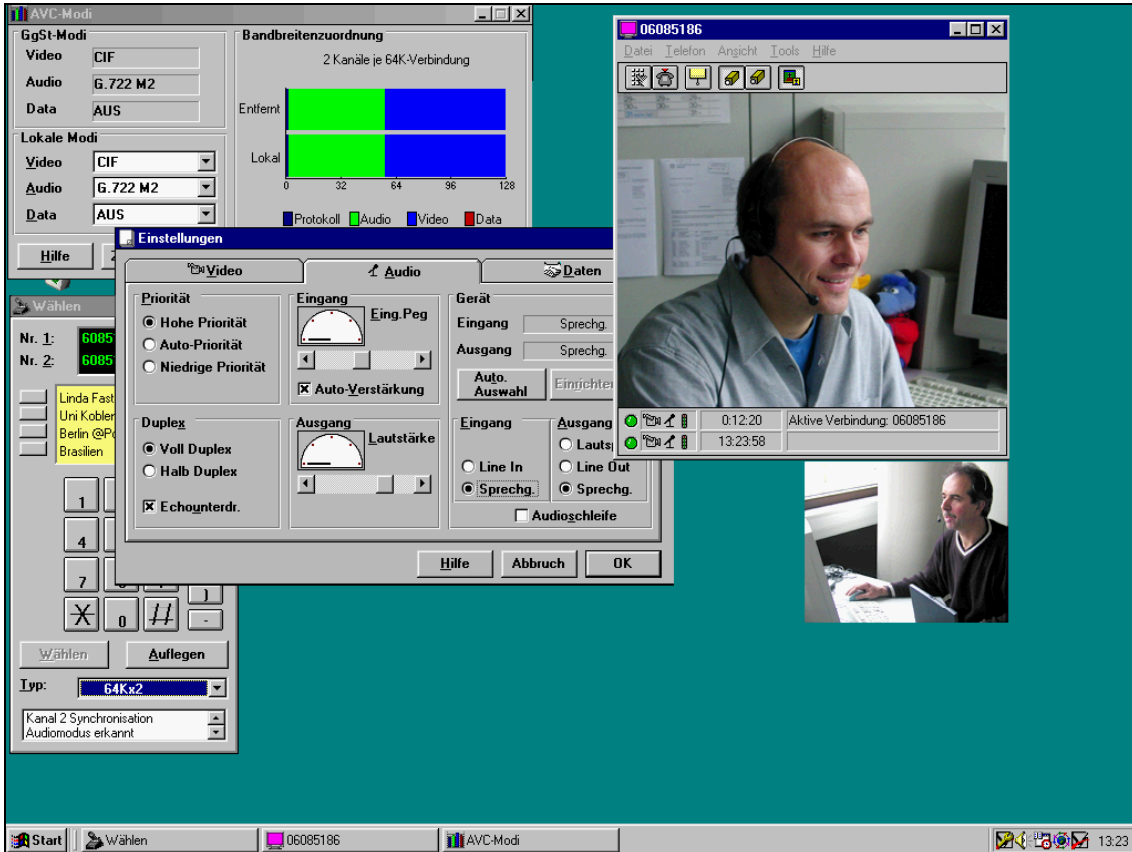 AVC-Modi
GgSt-Modi
Video CIF
Audio G.722 M2
Data AUS
Lokale Modi
Video CIF
Audio G.722 M2
Data AUS
Hilfe
Bandbreitenzuordnung
2 Kanäle je 64K-Verbindung
Entfernt
Lokal
0 32 64 96 128
Protokoll Audio Video Data
06085186
Datei Telefon Ansicht Tools Hilfe
0:12:20 Aktive Verbindung: 06085186
13:23:58
Einstellungen
Video Audio Daten
Priorität
Hohe Priorität
Auto-Priorität
Niedrige Priorität
Duplex
Voll Duplex
Halb Duplex
Echounterdr.
Eingang
Eing.Peg
Auto-Verstärkung
Ausgang
Lautstärke
Gerät
Eingang Sprechg.
Ausgang Sprechg.
Auto. Auswahl
Eingang
Line In
Sprechg.
Ausgang
Line Out
Sprechg.
Audioschleife
Hilfe Abbruch OK
Wählen
Nr. 1:
Nr. 2:
Linda
Uni
Berlin
Brasilien
1
4
7
0
-
Wählen Auflegen
Typ: 64Kx2
Kanal 2 Synchronisation
Audiomodus erkannt
Start Wählen 06085186 AVC-Modi 13:23